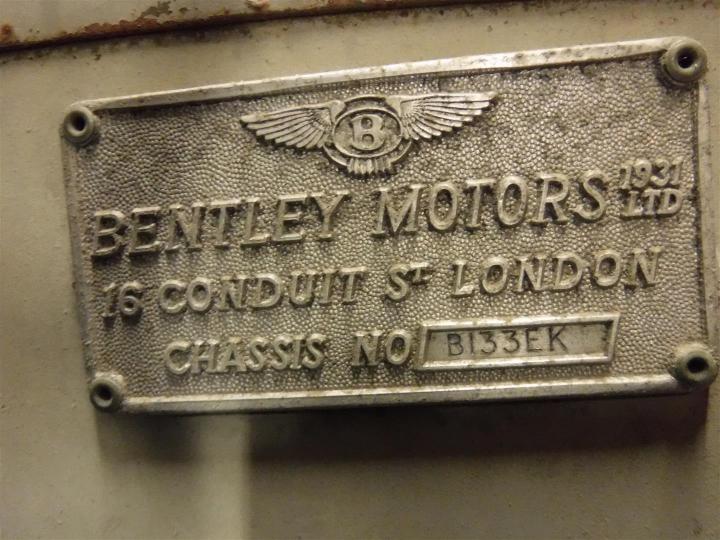 B
BENTLEY MOTORS 1931 LTD
16 CONDUIT ST LONDON
CHASSIS NO B133EK